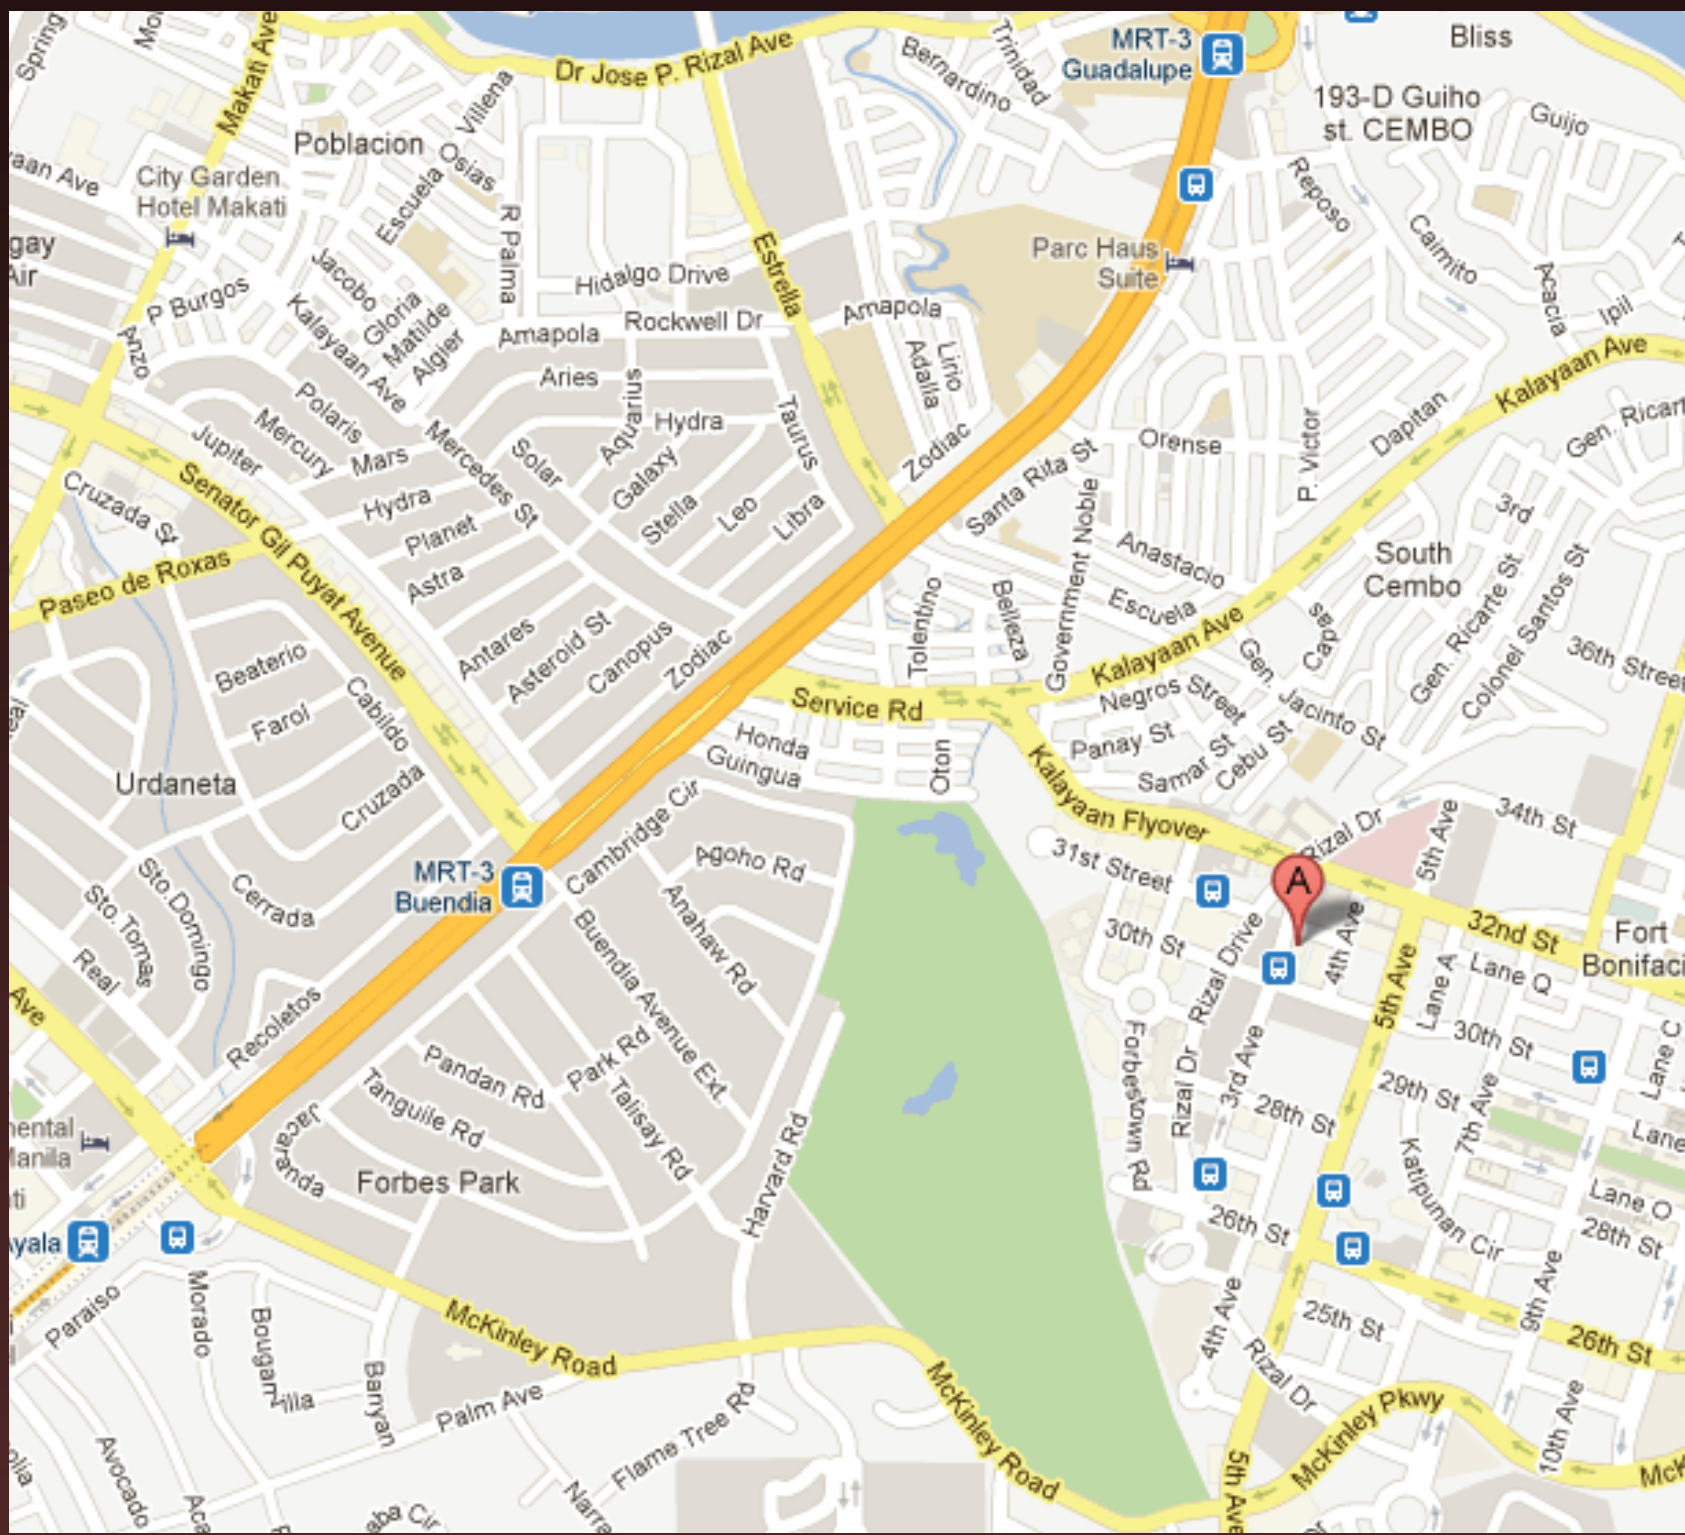 Spring
Makati Ave
Villena
Dr Jose P. Rizal Ave
Bernardino
Trinidad
MRT-3
Guadalupe
Bliss
193-D Guiho
st. CEMBO
Guijo
Poblacion
Osias
Escuela
City Garden
Hotel Makati
R Palma
Estrella
Parc Haus
Suite
Reposo
Caimito
Acacia
Ipil
P Burgos
Anzo
Jacobo
Gloria
Matilde
Algier
Kalayaan Ave
Hidalgo Drive
Amapola
Rockwell Dr
Amapola
Lirio
Adalla
Kalayaan Ave
Aries
Aquarius
Hydra
Taurus
Zodiac
Polaris
Mercury
Jupiter
Mars
Mercedes St
Solar
Galaxy
Stella
Leo
Libra
Santa Rita St
Orense
P. Victor
Dapitan
Cruzada St
Senator Gil Puyat Avenue
Hydra
Planet
Astra
Government Noble
Anastacio
3rd
South
Cembo
Paseo de Roxas
Antares
Asteroid St
Canopus
Zodiac
Tolentino
Belleza
Escuela
Kalayaan Ave
Capas
Gen. Ricarte St
Colonel Santos St
36th Street
Beaterio
Farol
Cabildo
Service Rd
Negros Street
Gen. Jacinto St
Urdaneta
Cruzada
Honda
Guingua
Oton
Panay St
Samar St
Cebu St
Kalayaan Flyover
Cambridge Cir
Rizal Dr
5th Ave
34th St
MRT-3
Buendia
Agoho Rd
Anahaw Rd
31st Street
A
Sto. Domingo
Sto. Tomas
Cerrada
Real
Buendia Avenue Ext
30th St
Rizal Drive
4th Ave
5th Ave
32nd St
Fort
Lane A
Lane Q
Recoletos
Pandan Rd
Park Rd
Tanguile Rd
Talisay Rd
Jacaranda
Forbes Park
Harvard Rd
Forbestown Rd
Rizal Dr
3rd Ave
28th St
29th St
30th St
7th Ave
Lane C
Lane
Katipunan Cir
Lane O
28th St
26th St
Paraiso
Morado
Banyan
McKinley Road
Palm Ave
Flame Tree Rd
McKinley Road
4th Ave
25th St
Rizal Dr
9th Ave
26th St
McKinley Pkwy
10th Ave
5th Ave
Avocado